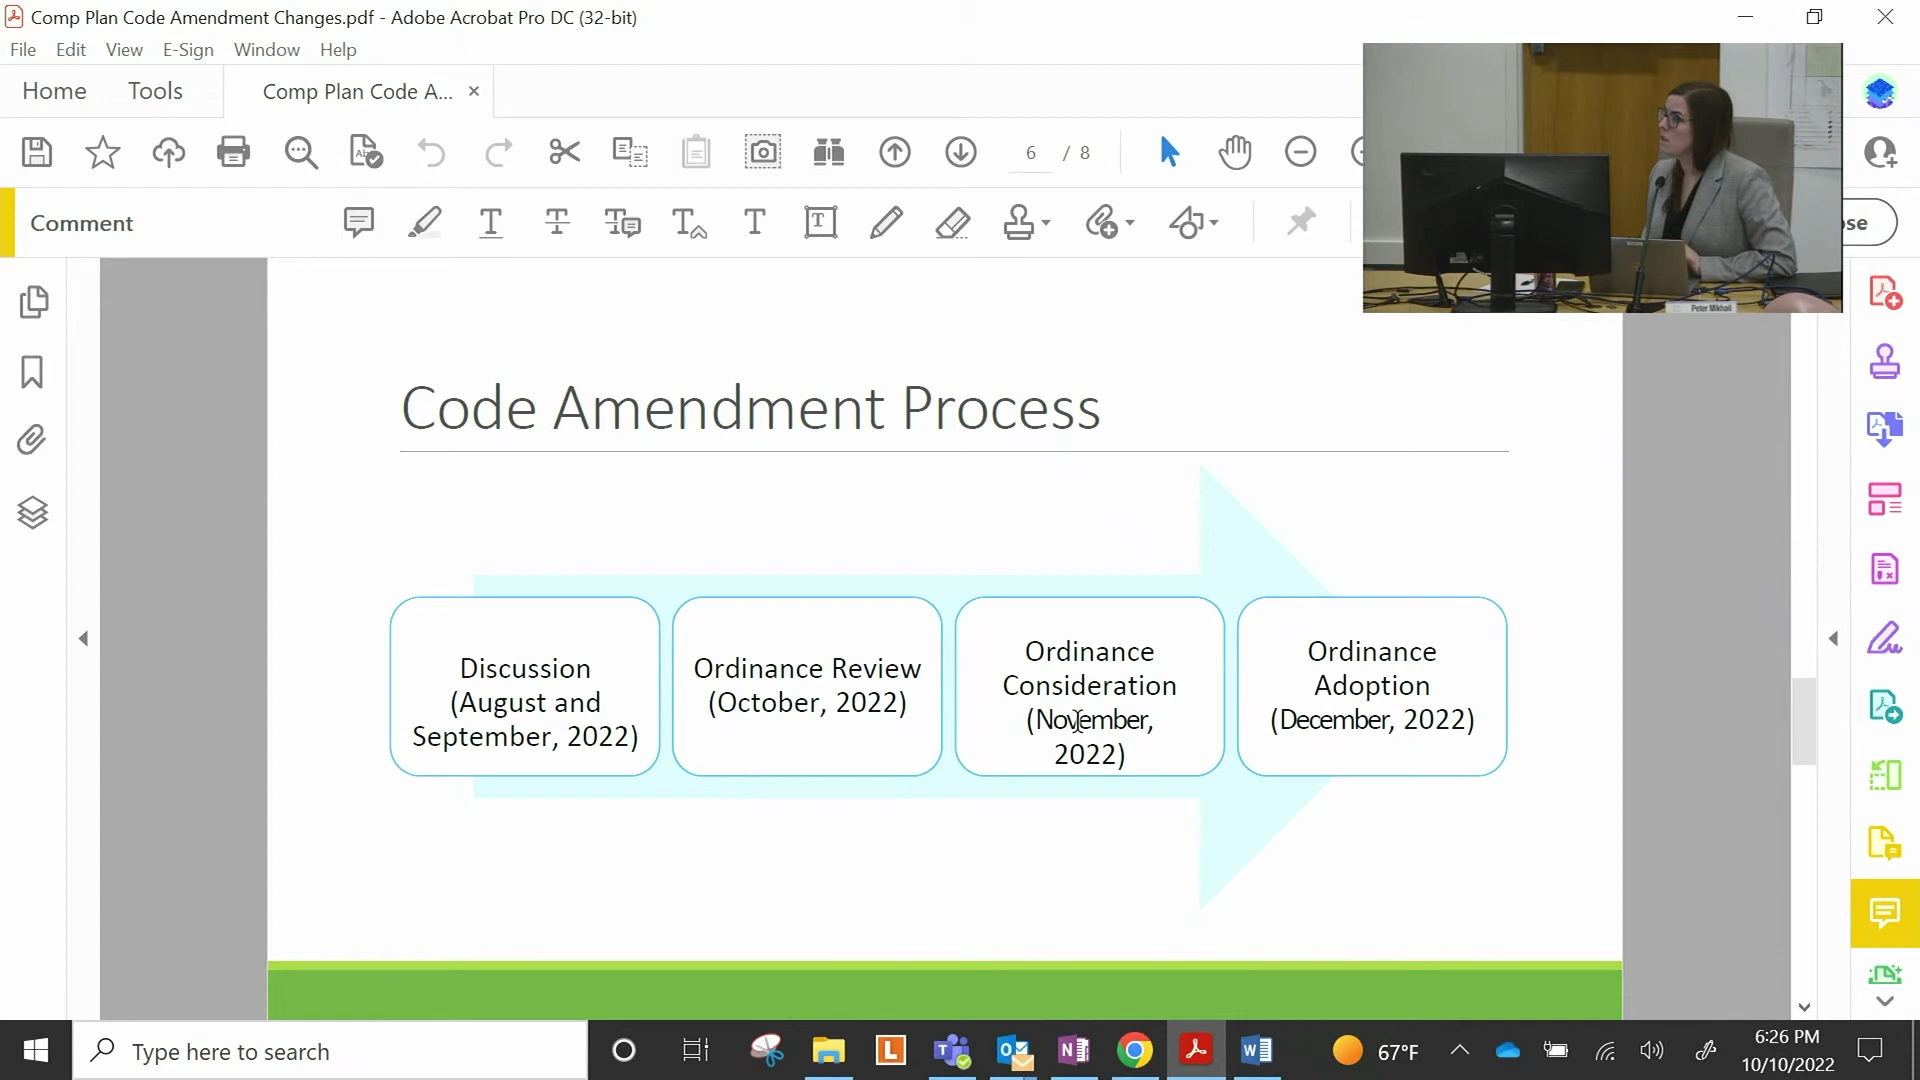 Comp Plan Code Amendment Changes.pdf - Adobe Acrobat Pro DC (32-bit)
File Edit View E-Sign Window Help
Home Tools Comp Plan Code A... ×
6 / 8
Comment
ose
Peter Mikhail
Code Amendment Process
Discussion
(August and
September, 2022)
Ordinance Review
(October, 2022)
Ordinance
Consideration
(November,
2022)
Ordinance
Adoption
(December, 2022)
Type here to search
67°F
6:26 PM
10/10/2022